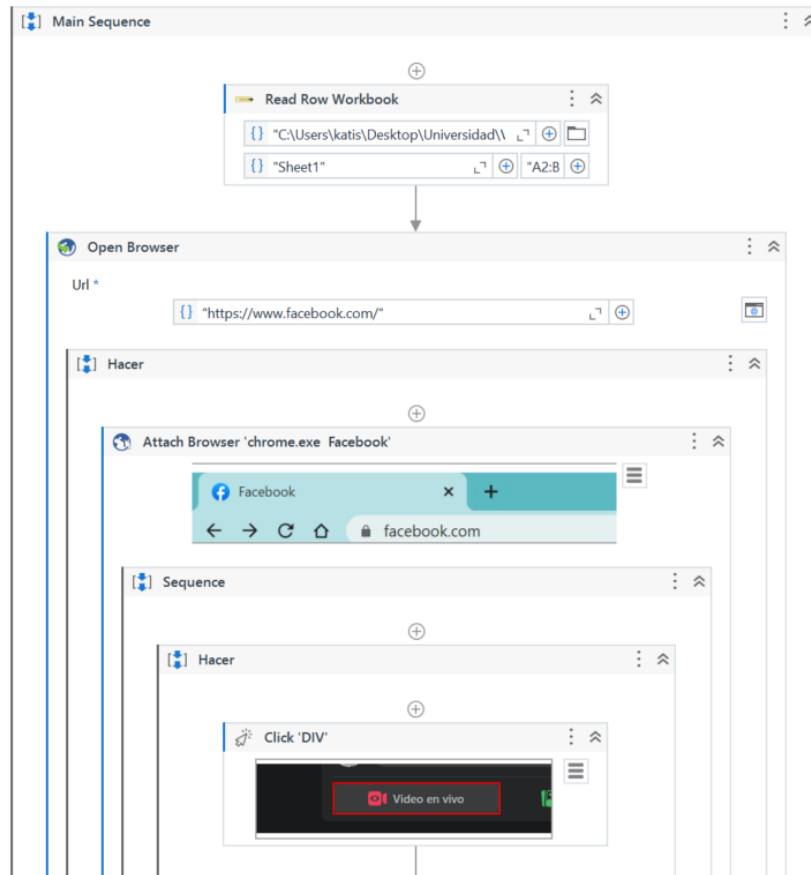 Main Sequence
Read Row Workbook
"C:\Users\katis\Desktop\Universidad\\
"Sheet1" "A2:B
Open Browser
Url *
"https://www.facebook.com/"
Hacer
Attach Browser 'chrome.exe Facebook'
Facebook
facebook.com
Sequence
Hacer
Click 'DIV'
Video en vivo